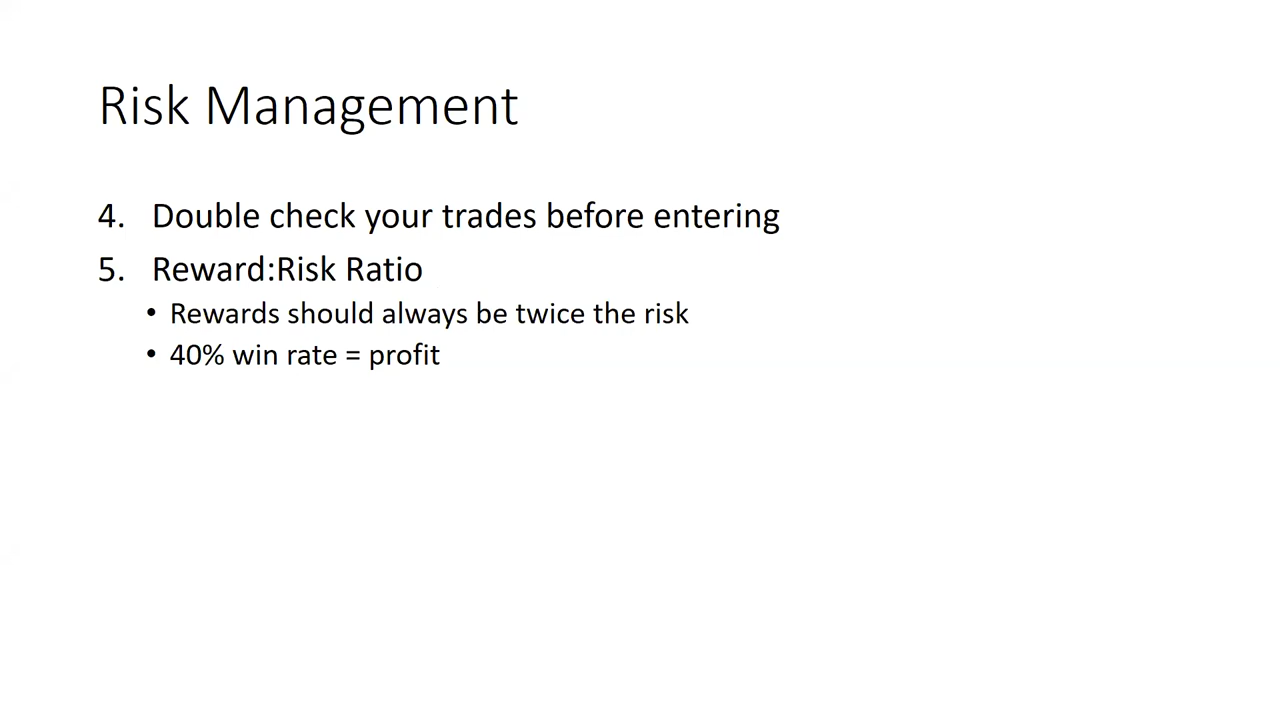 Risk Management
4. Double check your trades before entering
5. Reward:Risk Ratio
• Rewards should always be twice the risk
• 40% win rate = profit